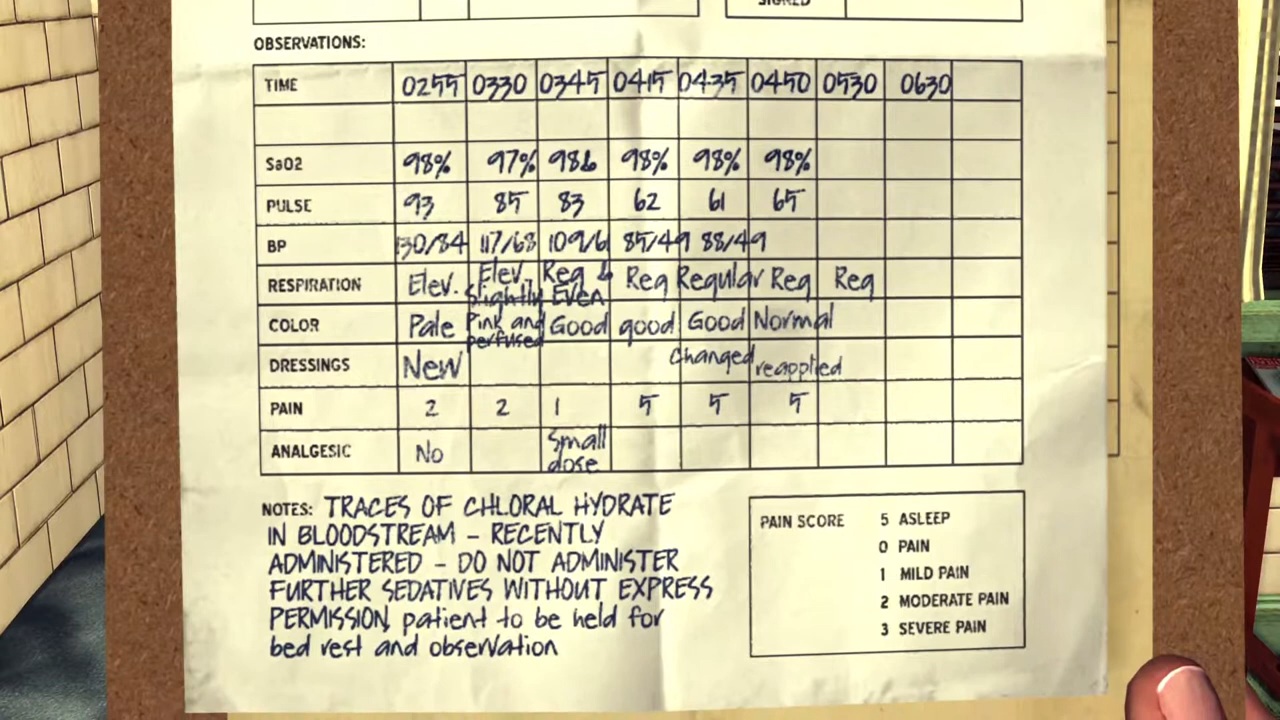 SIGNED
OBSERVATIONS:
TIME 0255 0330 0345 0415 0435 0450 0530 0630
SaO2 98% 97% 98% 98% 98% 98%
PULSE 93 85 83 62 61 65
BP 130/84 117/68 109/6 85/49 88/49
RESPIRATION Elev. Elev. Slightly Reg & Even Reg Regular Reg Reg
COLOR Pale Pink and perfused Good good Good Normal
DRESSINGS New Changed reapplied
PAIN 2 2 1 5 5 5
ANALGESIC No Small dose
NOTES: TRACES OF CHLORAL HYDRATE
IN BLOODSTREAM - RECENTLY
ADMINISTERED - DO NOT ADMINISTER
FURTHER SEDATIVES WITHOUT EXPRESS
PERMISSION, patient to be held for
bed rest and observation
PAIN SCORE 5 ASLEEP
0 PAIN
1 MILD PAIN
2 MODERATE PAIN
3 SEVERE PAIN